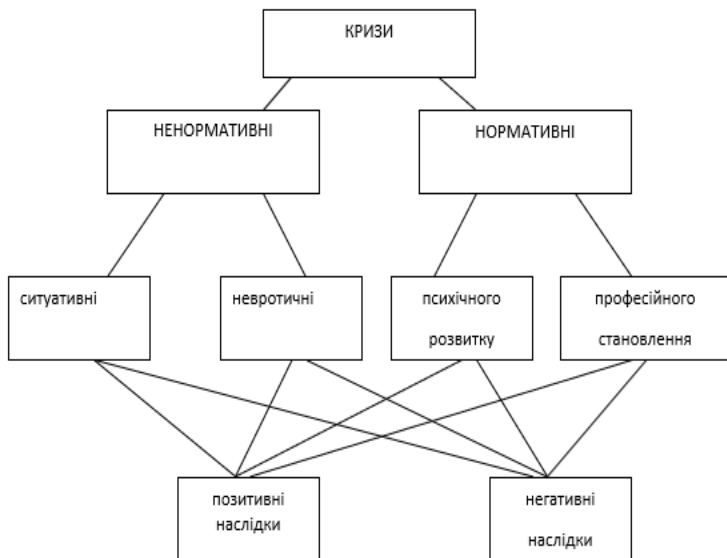 КРИЗИ
НЕНОРМАТИВНІ
НОРМАТИВНІ
ситуативні
невротичні
психічного
розвитку
професійного
становлення
позитивні
наслідки
негативні
наслідки